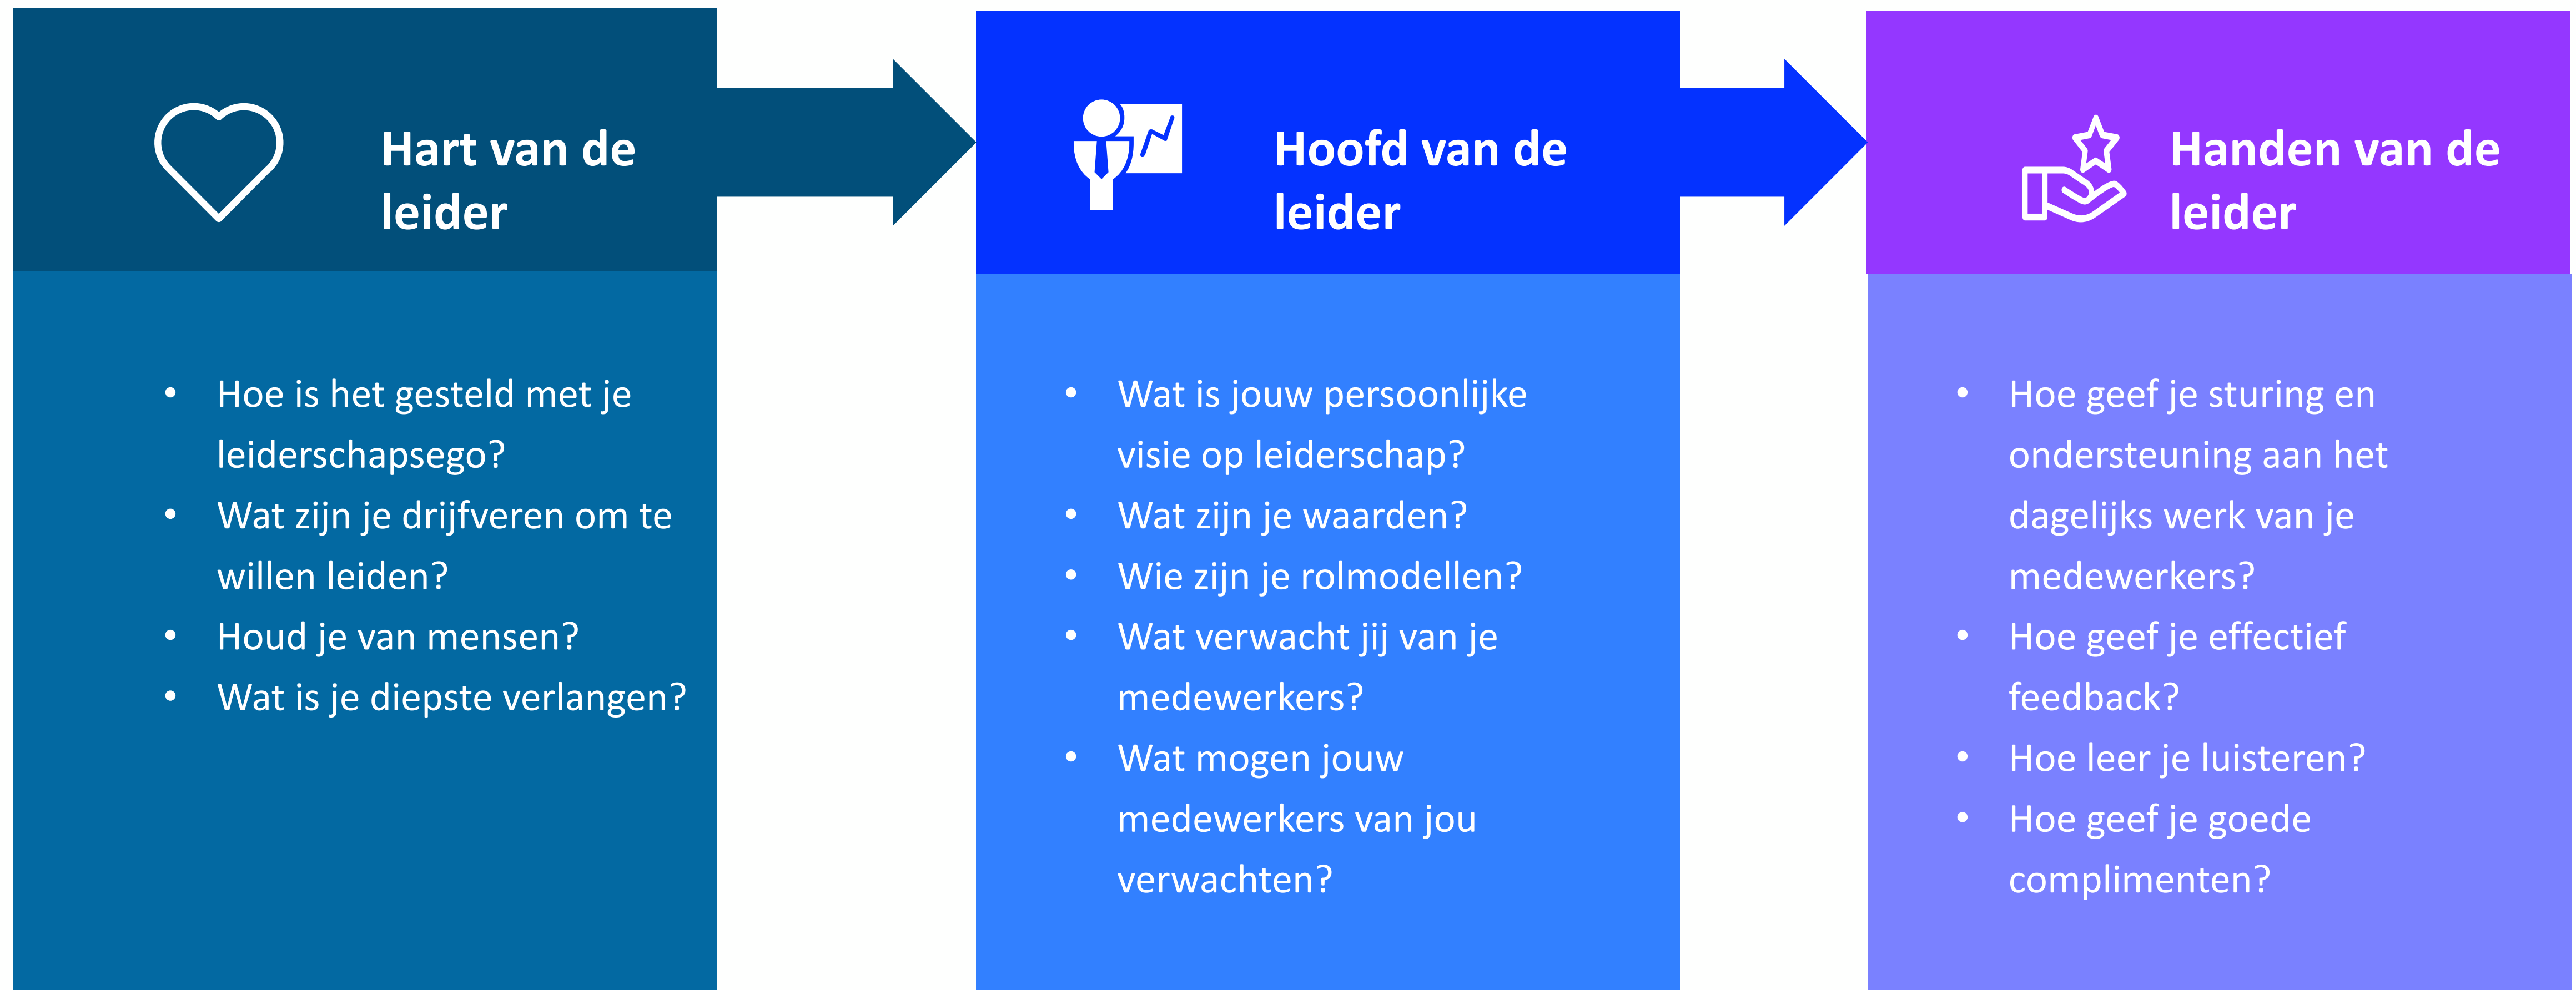 Hart van de
leider
• Hoe is het gesteld met je
leiderschapsego?
• Wat zijn je drijfveren om te
willen leiden?
• Houd je van mensen?
• Wat is je diepste verlangen?
Hoofd van de
leider
• Wat is jouw persoonlijke
visie op leiderschap?
• Wat zijn je waarden?
• Wie zijn je rolmodellen?
• Wat verwacht jij van je
medewerkers?
• Wat mogen jouw
medewerkers van jou
verwachten?
Handen van de
leider
• Hoe geef je sturing en
ondersteuning aan het
dagelijks werk van je
medewerkers?
• Hoe geef je effectief
feedback?
• Hoe leer je luisteren?
• Hoe geef je goede
complimenten?